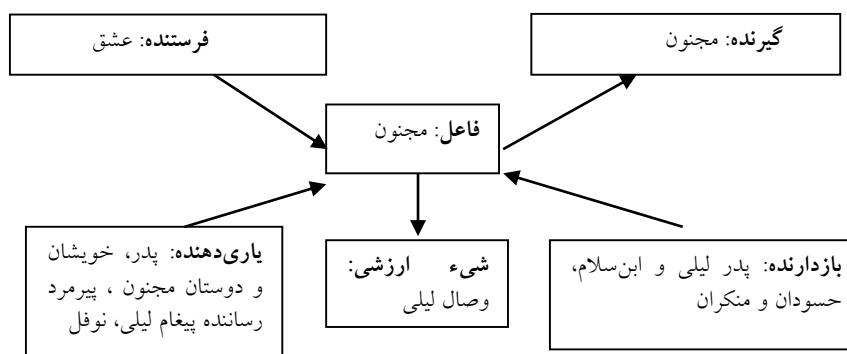 گیرنده: مجنون
فرستنده: عشق
فاعل: مجنون
بازدارنده: پدر لیلی و ابن‌سلام،
حسودان و منکران
شیء ارزشی:
وصال لیلی
یاری‌دهنده: پدر، خویشان
و دوستان مجنون ، پیرمرد
رساننده پیغام لیلی، نوفل